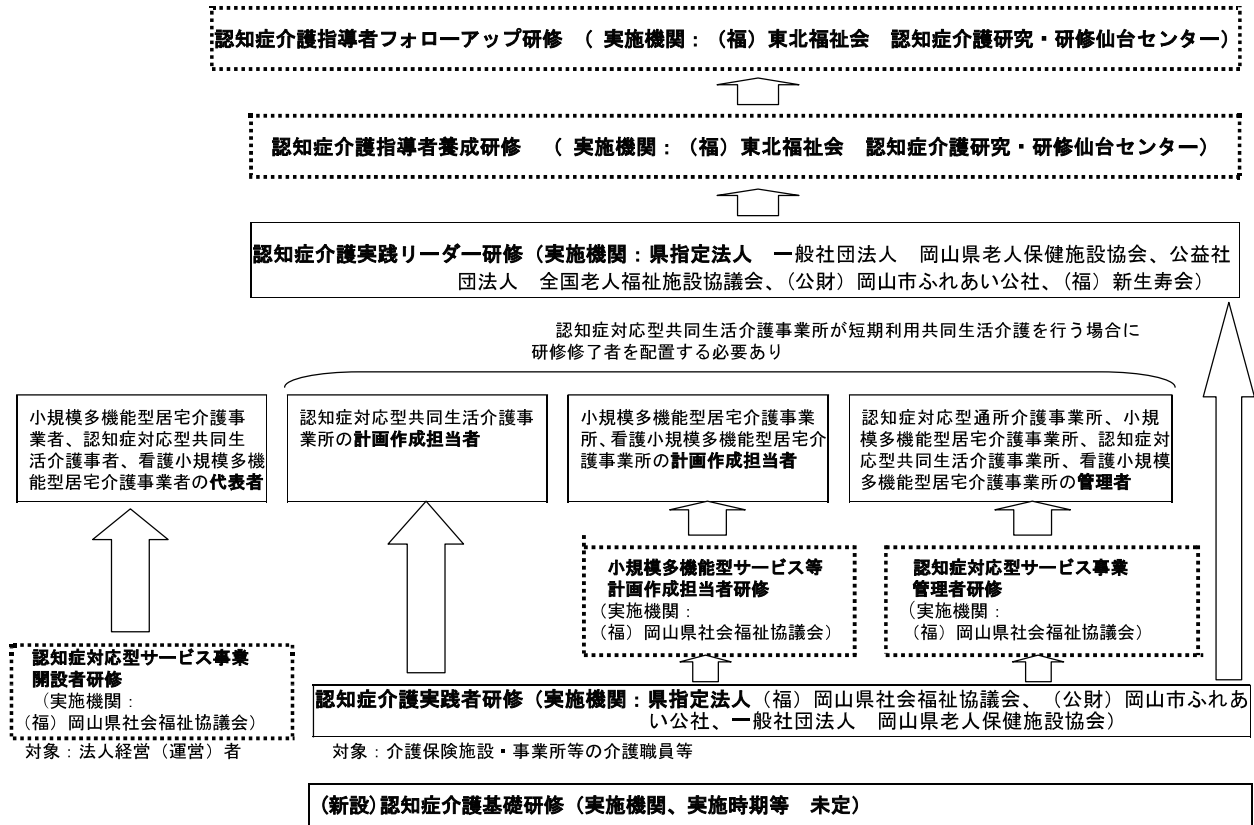 認知症介護指導者フォローアップ研修 （ 実施機関：（福）東北福祉会　認知症介護研究・研修仙台センター）
認知症介護指導者養成研修　（ 実施機関：（福）東北福祉会　認知症介護研究・研修仙台センター）
認知症介護実践リーダー研修（実施機関：県指定法人　一般社団法人　岡山県老人保健施設協会、公益社
団法人　全国老人福祉施設協議会、（公財）岡山市ふれあい公社、（福）新生寿会）
認知症対応型共同生活介護事業所が短期利用共同生活介護を行う場合に
研修修了者を配置する必要あり
小規模多機能型居宅介護事
業者、認知症対応型共同生
活介護事者、看護小規模多機
能型居宅介護事業者の代表者
認知症対応型共同生活介護事
業所の計画作成担当者
小規模多機能型居宅介護事業
所、看護小規模多機能型居宅介
護事業所の計画作成担当者
認知症対応型通所介護事業所、小規
模多機能型居宅介護事業所、認知症対
応型共同生活介護事業所、看護小規模
多機能型居宅介護事業所の管理者
小規模多機能型サービス等
計画作成担当者研修
（実施機関：
（福）岡山県社会福祉協議会）
認知症対応型サービス事業
管理者研修
（実施機関：
（福）岡山県社会福祉協議会）
認知症対応型サービス事業
開設者研修
（実施機関：
（福）岡山県社会福祉協議会）
対象：法人経営（運営）者
認知症介護実践者研修（実施機関：県指定法人（福）岡山県社会福祉協議会、（公財）岡山市ふれあ
い公社、一般社団法人　岡山県老人保健施設協会）
対象：介護保険施設・事業所等の介護職員等
（新設）認知症介護基礎研修（実施機関、実施時期等　未定）